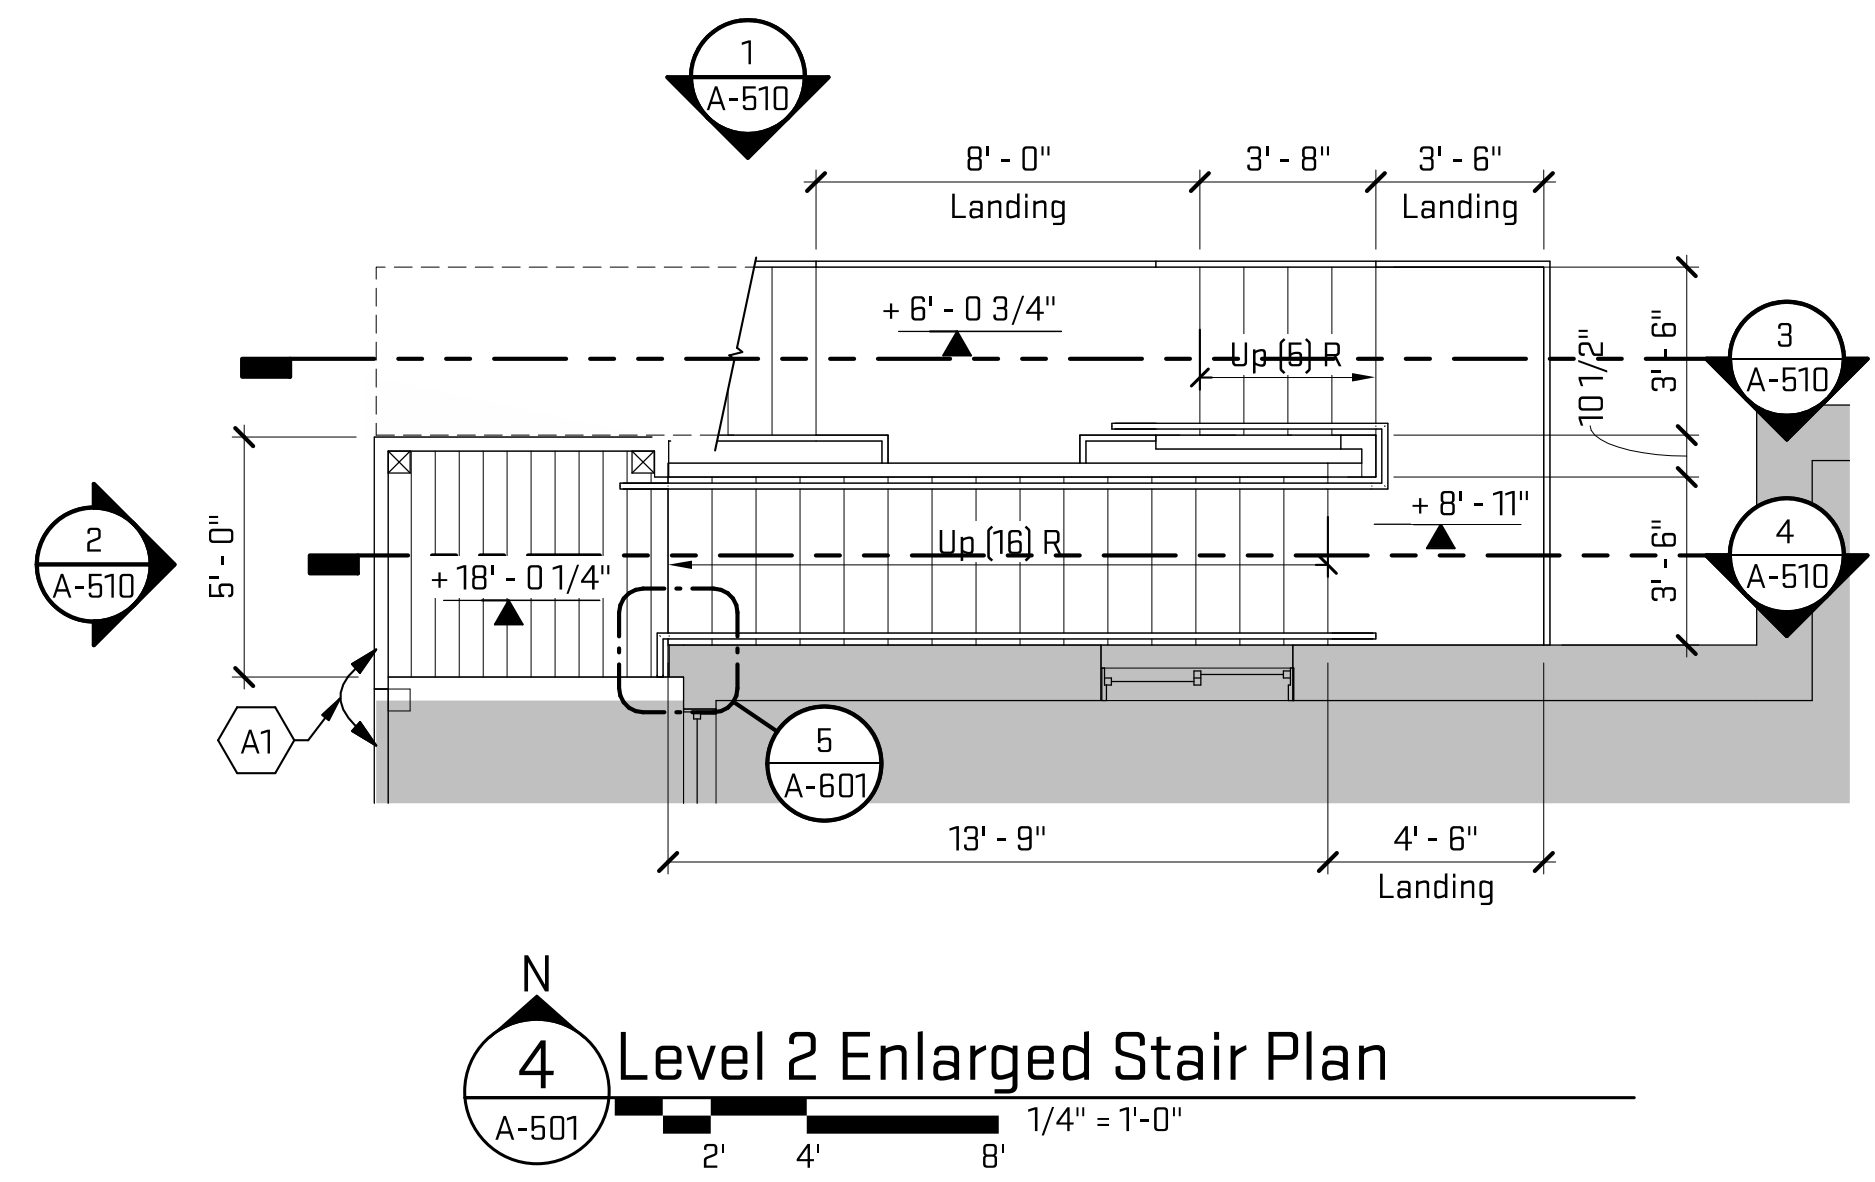 1
A-510
8' - 0"
3' - 8"
3' - 6"
Landing
Landing
+ 6' - 0 3/4"
Up (5) R
10 1/2"
3' - 6"
3
A-510
2
A-510
5' - 0"
+ 8' - 11"
Up (16) R
3' - 6"
4
A-510
+ 18' - 0 1/4"
A1
5
A-601
13' - 9"
4' - 6"
Landing
N
4
A-501
Level 2 Enlarged Stair Plan
1/4" = 1'-0"
2'
4'
8'